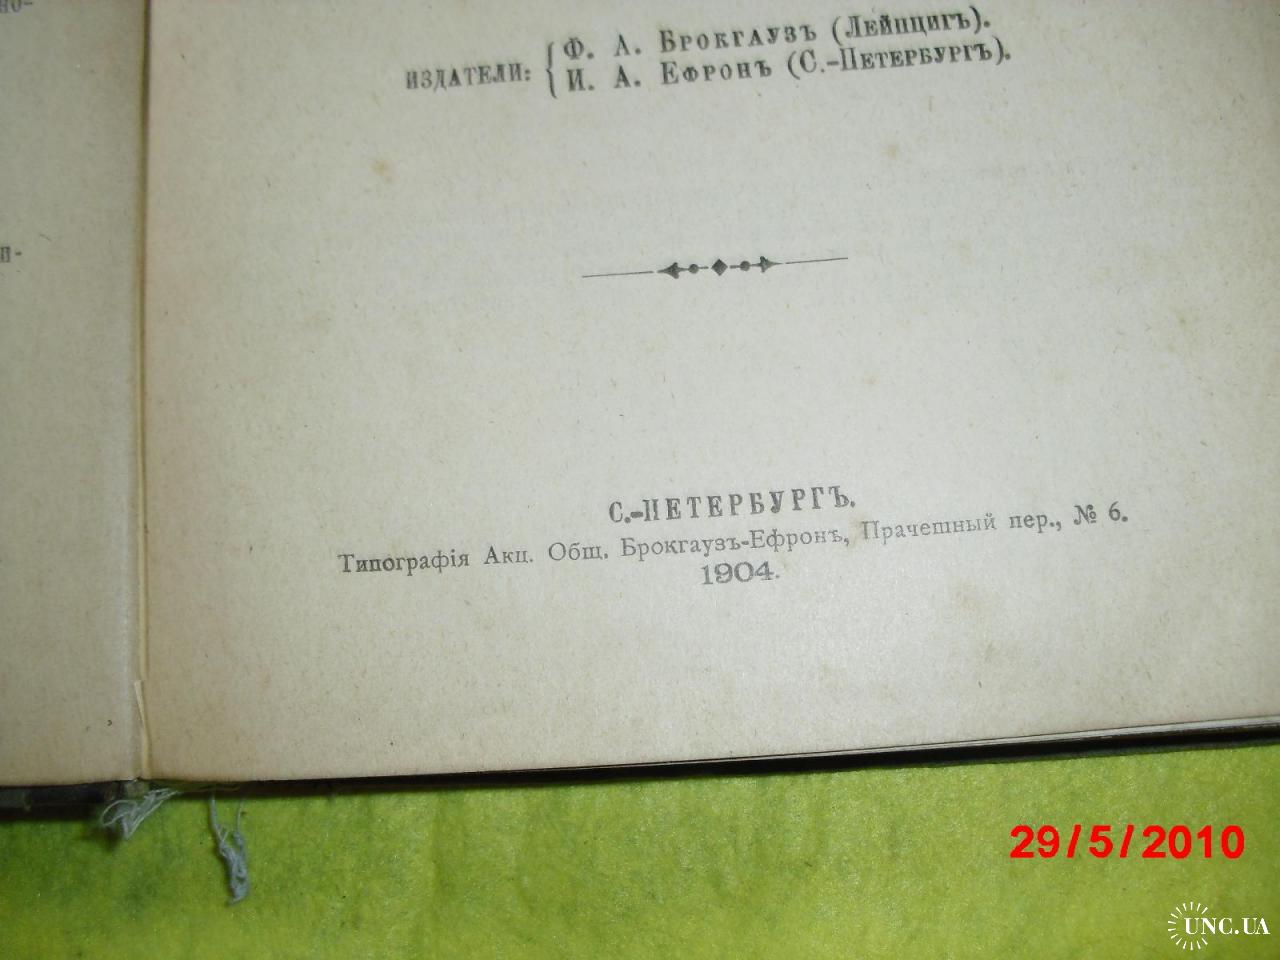 но-
и-
ИЗДАТЕЛИ:
Ф. А. Брокгаузъ (Лейпцигъ).
И. А. Ефронъ (С.-Петербургъ).
С.-ПЕТЕРБУРГЪ.
Типографія Акц. Общ. Брокгаузъ-Ефронъ, Прачешный пер., № 6.
1904.
29/5/2010
UNC.UA